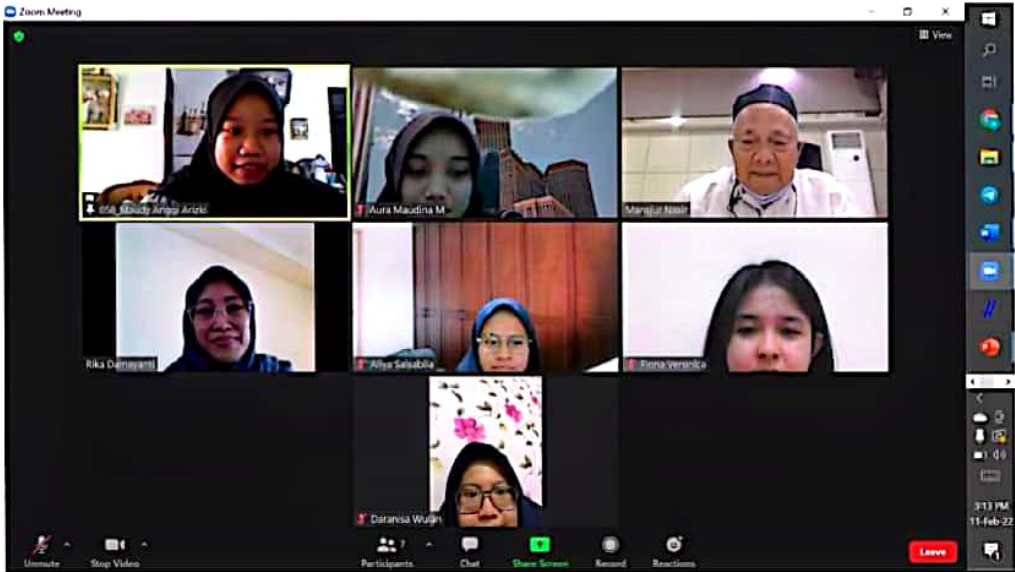 Zoom Meeting
View
058_Maudy Anggi Arizki
Aura Maudina M
Mansjur Nasir
Rika Damayanti
Aliya Salsabila
Fiona Veronica
Daranisa Wulan
Unmute
Stop Video
Participants
7
Chat
Share Screen
Record
Reactions
Leave
3:13 PM
11-Feb-22